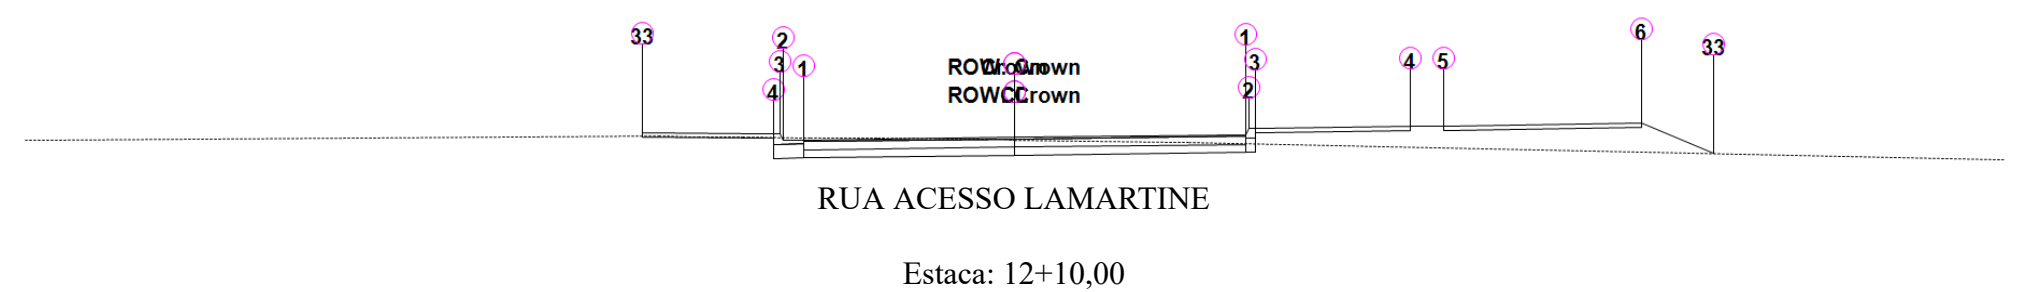 33 2 3 4 1 1 3 2 4 5 6 33
RUA ACESSO LAMARTINE
Estaca: 12+10,00